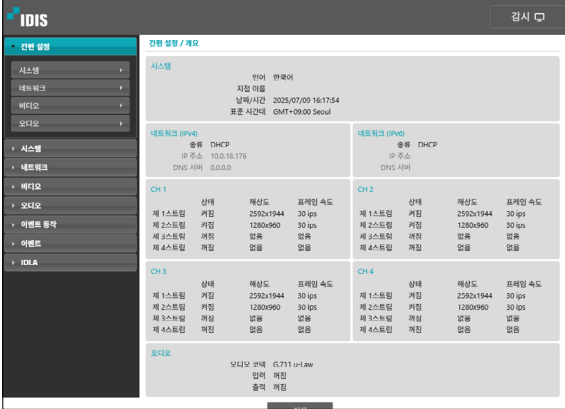 IDIS
감시
간편 설정
시스템
네트워크
비디오
오디오
시스템
네트워크
비디오
오디오
이벤트 동작
이벤트
IDLA
간편 설정 / 개요
시스템
언어 한국어
지점 이름
날짜/시간 2025/07/09 16:17:54
표준 시간대 GMT+09:00 Seoul
네트워크 (IPv4)
종류 DHCP
IP 주소 10.0.18.176
DNS 서버 0.0.0.0
네트워크 (IPv6)
종류 DHCP
IP 주소
DNS 서버
CH 1
상태 해상도 프레임 속도
제 1스트림 켜짐 2592x1944 30 ips
제 2스트림 켜짐 1280x960 30 ips
제 3스트림 꺼짐 없음 없음
제 4스트림 꺼짐 없음 없음
CH 2
상태 해상도 프레임 속도
제 1스트림 켜짐 2592x1944 30 ips
제 2스트림 켜짐 1280x960 30 ips
제 3스트림 꺼짐 없음 없음
제 4스트림 꺼짐 없음 없음
CH 3
상태 해상도 프레임 속도
제 1스트림 켜짐 2592x1944 30 ips
제 2스트림 켜짐 1280x960 30 ips
제 3스트림 꺼짐 없음 없음
제 4스트림 꺼짐 없음 없음
CH 4
상태 해상도 프레임 속도
제 1스트림 켜짐 2592x1944 30 ips
제 2스트림 켜짐 1280x960 30 ips
제 3스트림 꺼짐 없음 없음
제 4스트림 꺼짐 없음 없음
오디오
오디오 코덱 G.711 u-Law
입력 꺼짐
출력 꺼짐